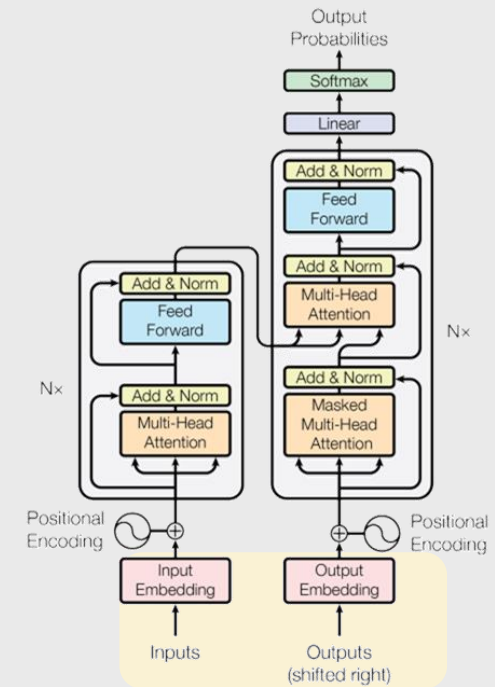 Output
Probabilities
Softmax
Linear
Add & Norm
Feed
Forward
Add & Norm
Multi-Head
Attention
Add & Norm
Masked
Multi-Head
Attention
Nx
Add & Norm
Feed
Forward
Add & Norm
Multi-Head
Attention
Nx
Positional
Encoding
Positional
Encoding
Input
Embedding
Output
Embedding
Inputs
Outputs
(shifted right)